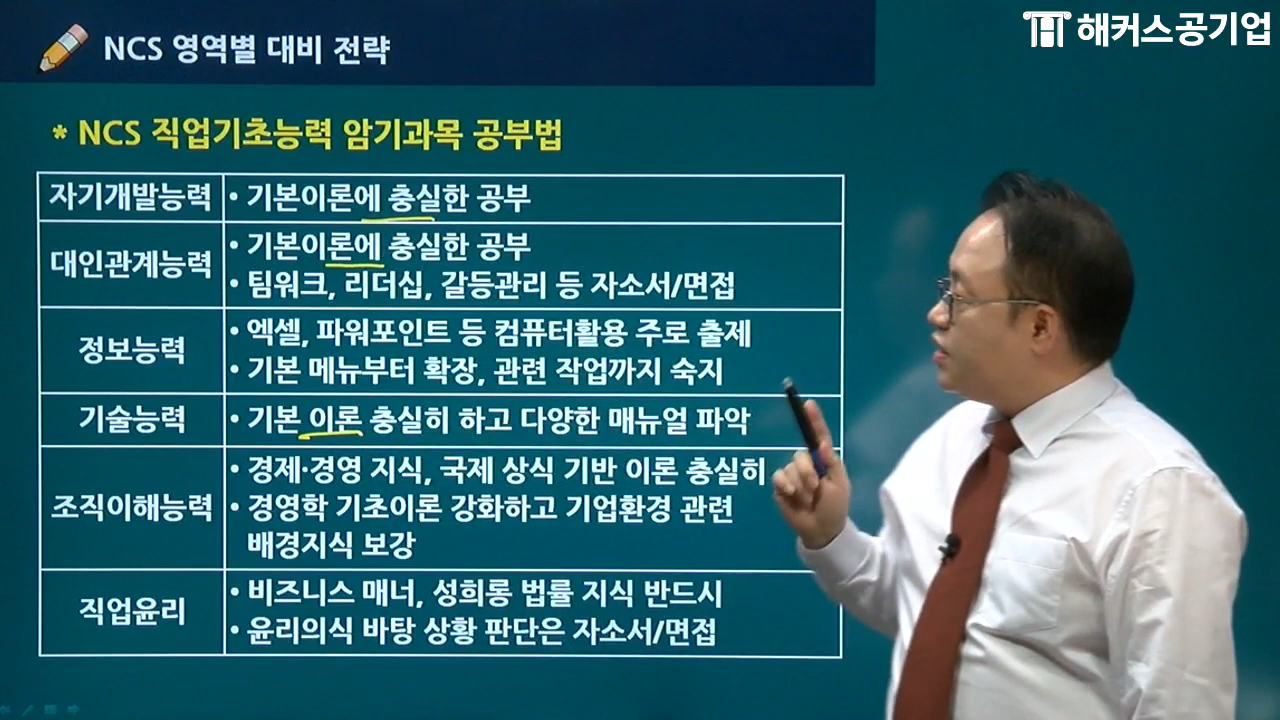 NCS 영역별 대비 전략
해커스공기업
* NCS 직업기초능력 암기과목 공부법
자기개발능력
• 기본이론에 충실한 공부
대인관계능력
• 기본이론에 충실한 공부
• 팀워크, 리더십, 갈등관리 등 자소서/면접
정보능력
• 엑셀, 파워포인트 등 컴퓨터활용 주로 출제
• 기본 메뉴부터 확장, 관련 작업까지 숙지
기술능력
• 기본 이론 충실히 하고 다양한 매뉴얼 파악
조직이해능력
• 경제·경영 지식, 국제 상식 기반 이론 충실히
• 경영학 기초이론 강화하고 기업환경 관련
배경지식 보강
직업윤리
• 비즈니스 매너, 성희롱 법률 지식 반드시
• 윤리의식 바탕 상황 판단은 자소서/면접